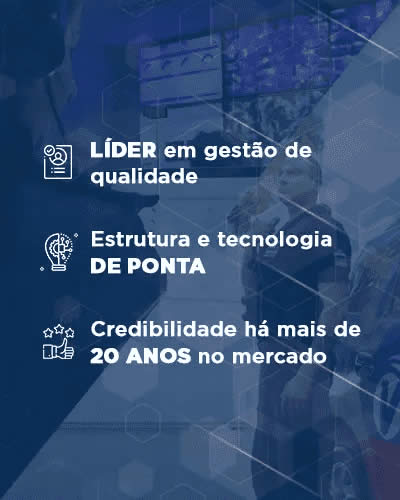 LÍDER em gestão de
qualidade
Estrutura e tecnologia
DE PONTA
Credibilidade há mais de
20 ANOS no mercado